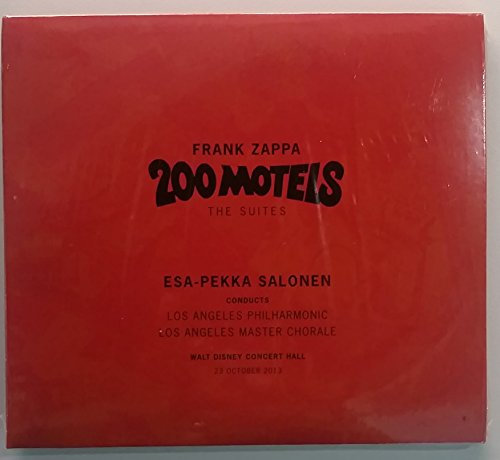 FRANK ZAPPA
200 MOTELS
THE SUITES
ESA-PEKKA SALONEN
CONDUCTS
LOS ANGELES PHILHARMONIC
LOS ANGELES MASTER CHORALE
WALT DISNEY CONCERT HALL
23 OCTOBER 2013